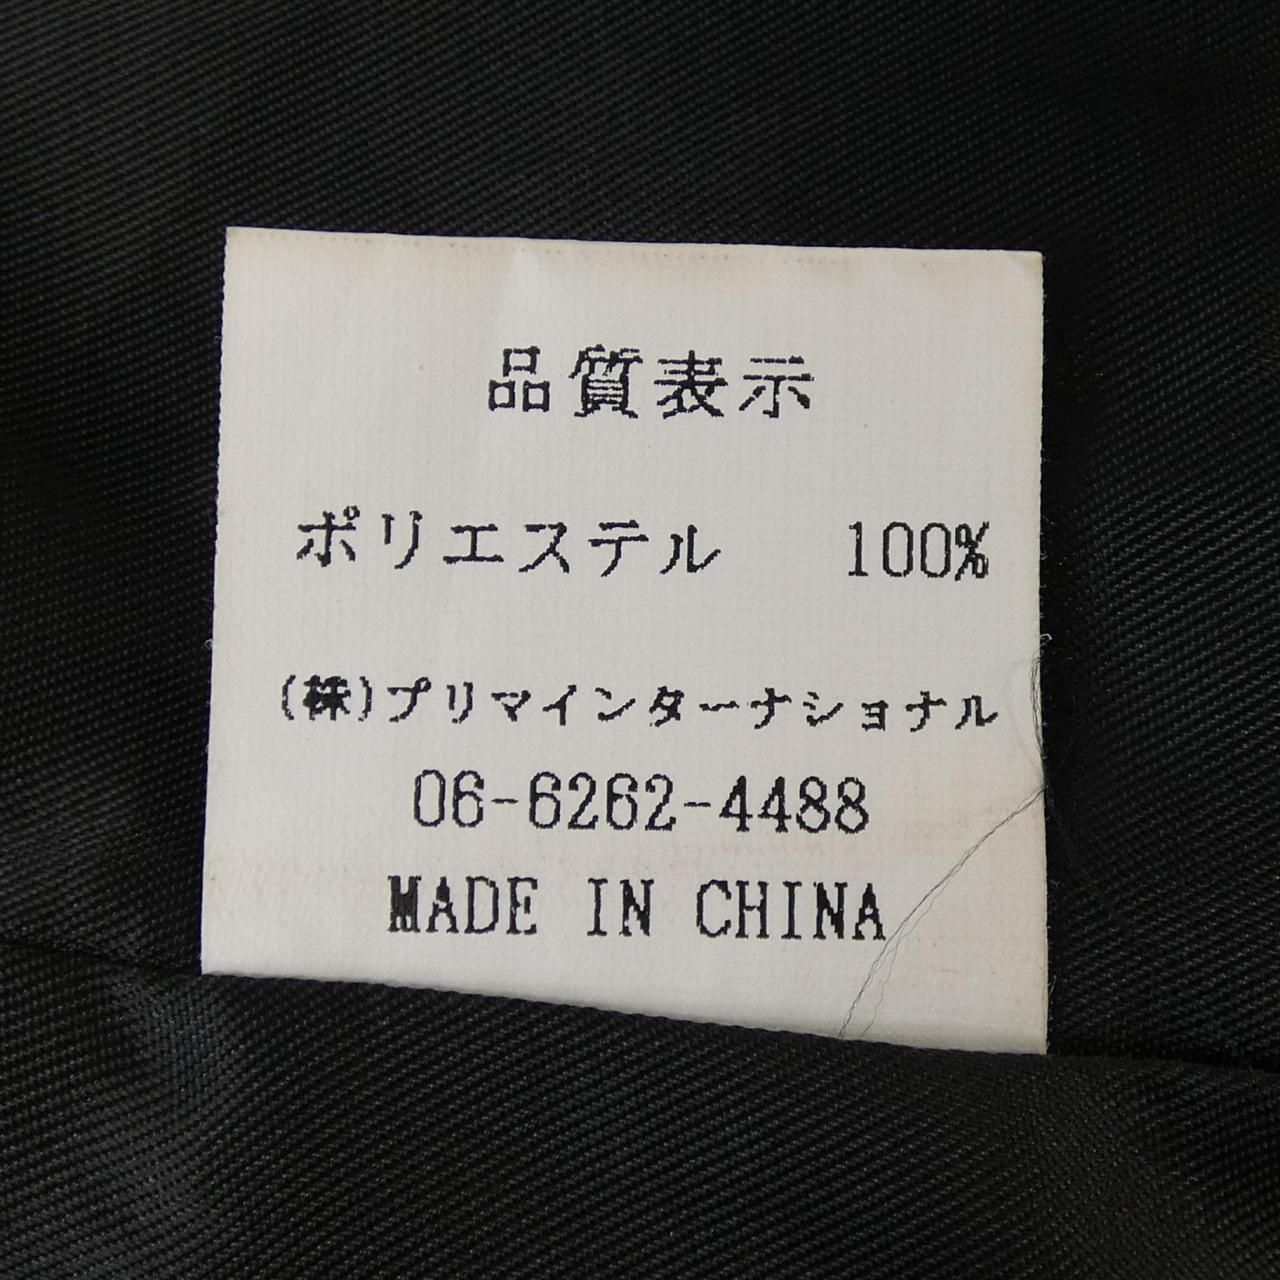 品質表示
ポリエステル 100%
(株)プリマインターナショナル
06-6262-4488
MADE IN CHINA